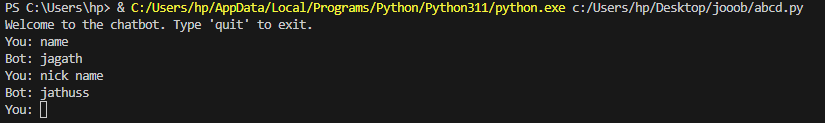 PS C:\Users\hp> & C:/Users/hp/AppData/Local/Programs/Python/Python311/python.exe c:/Users/hp/Desktop/jooob/abcd.py
Welcome to the chatbot. Type 'quit' to exit.
You: name
Bot: jagath
You: nick name
Bot: jathuss
You: